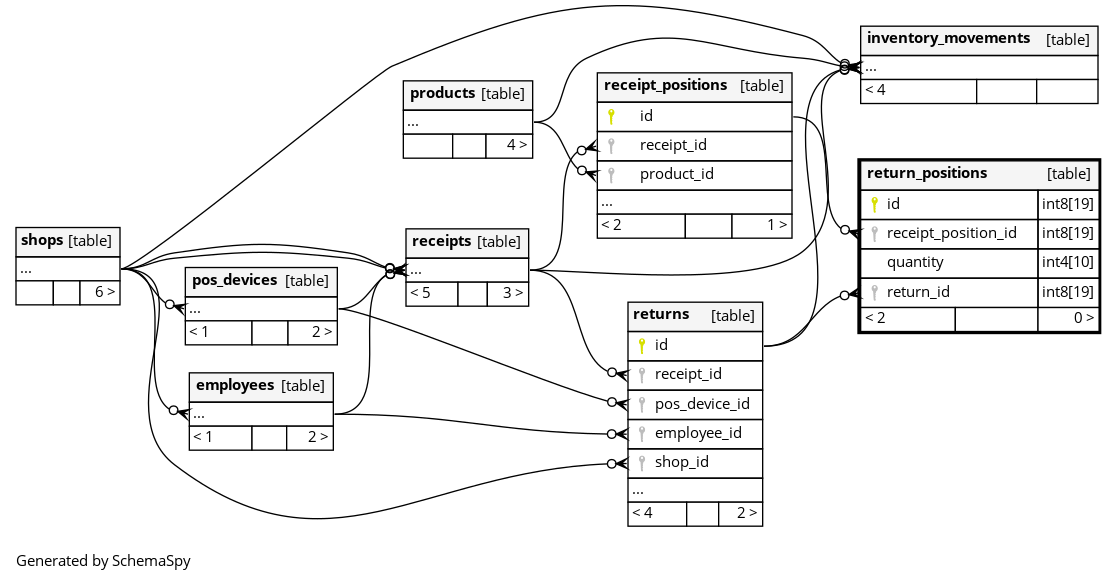 inventory_movements [table]
...
< 4
products [table]
...
4 >
receipt_positions [table]
id
receipt_id
product_id
...
< 2 1 >
return_positions [table]
id int8[19]
receipt_position_id int8[19]
quantity int4[10]
return_id int8[19]
< 2 0 >
shops [table]
...
6 >
receipts [table]
...
< 5 3 >
pos_devices [table]
...
< 1 2 >
returns [table]
id
receipt_id
pos_device_id
employee_id
shop_id
...
< 4 2 >
employees [table]
...
< 1 2 >
Generated by SchemaSpy